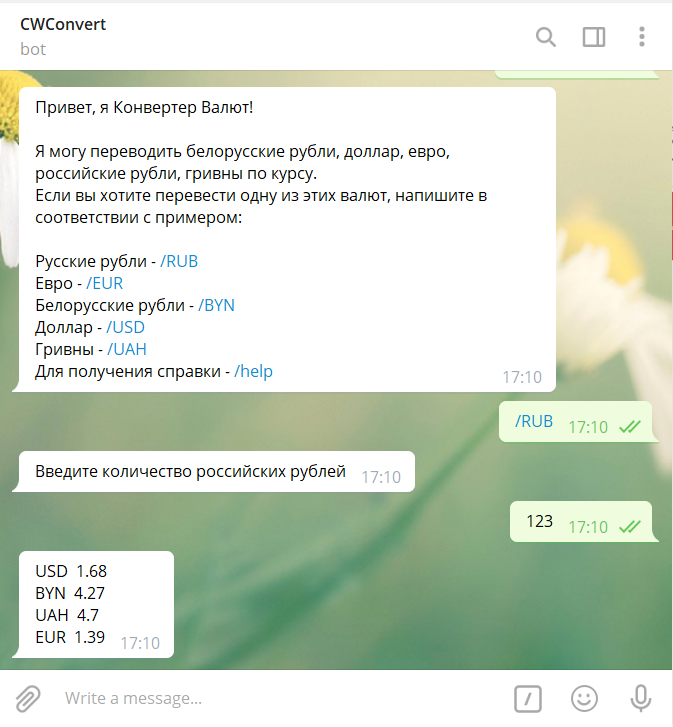 CWConvert
bot
Привет, я Конвертер Валют!
Я могу переводить белорусские рубли, доллар, евро,
российские рубли, гривны по курсу.
Если вы хотите перевести одну из этих валют, напишите в
соответствии с примером:
Русские рубли - /RUB
Евро - /EUR
Белорусские рубли - /BYN
Доллар - /USD
Гривны - /UAH
Для получения справки - /help
17:10
/RUB 17:10
Введите количество российских рублей 17:10
123 17:10
USD 1.68
BYN 4.27
UAH 4.7
EUR 1.39 17:10
Write a message...